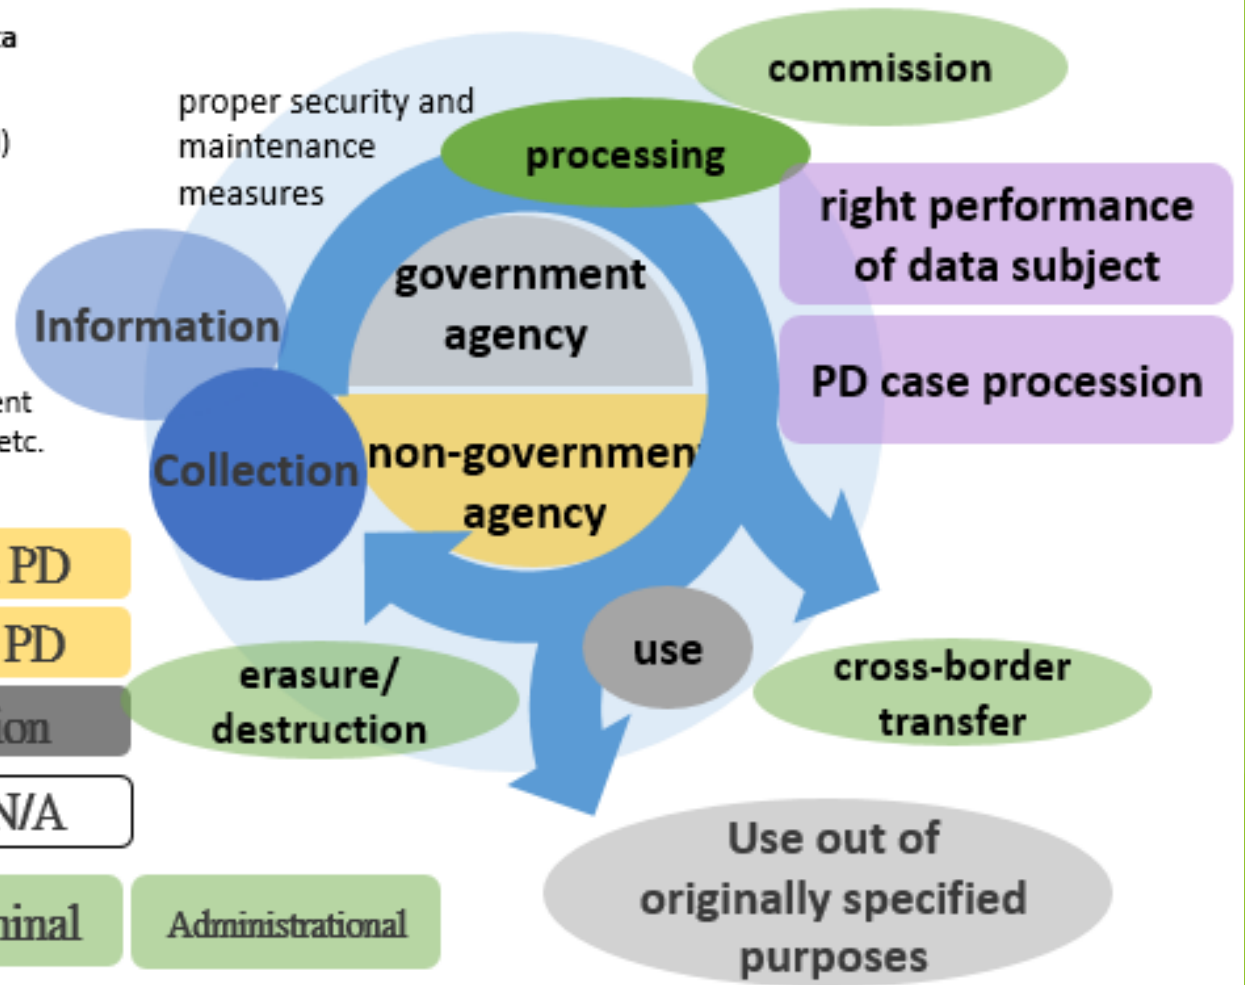 commission
proper security and
maintenance
measures
processing
right performance
of data subject
government
agency
Information
PD case procession
etc.
non-governmen
agency
Collection
PD
PD
use
erasure/
destruction
cross-border
transfer
N/A
Use out of
originally specified
purposes
Administrational